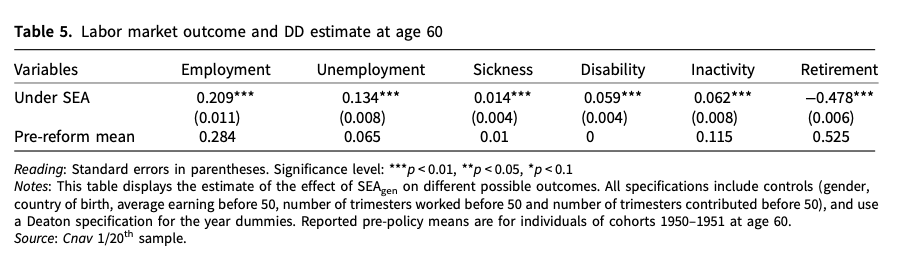 Table 5. Labor market outcome and DD estimate at age 60
Variables Employment Unemployment Sickness Disability Inactivity Retirement
Under SEA 0.209*** 0.134*** 0.014*** 0.059*** 0.062*** −0.478***
(0.011) (0.008) (0.004) (0.004) (0.008) (0.006)
Pre-reform mean 0.284 0.065 0.01 0 0.115 0.525
Reading: Standard errors in parentheses. Significance level: ***p < 0.01, **p < 0.05, *p < 0.1
Notes: This table displays the estimate of the effect of SEAgen on different possible outcomes. All specifications include controls (gender,
country of birth, average earning before 50, number of trimesters worked before 50 and number of trimesters contributed before 50), and use
a Deaton specification for the year dummies. Reported pre-policy means are for individuals of cohorts 1950–1951 at age 60.
Source: Cnav 1/20th sample.